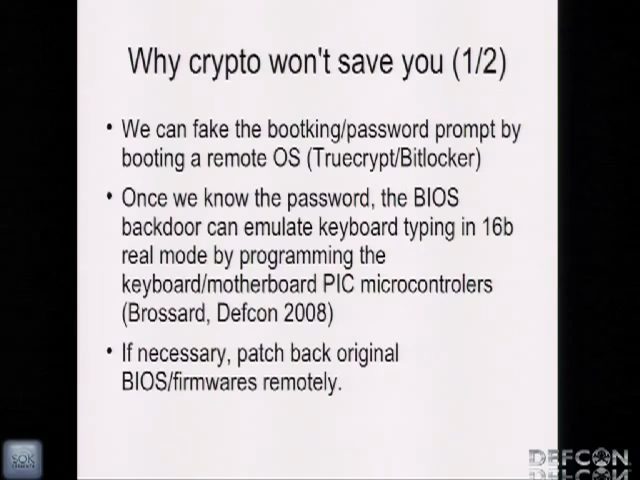 Why crypto won't save you (1/2)
• We can fake the bootking/password prompt by
booting a remote OS (Truecrypt/Bitlocker)
• Once we know the password, the BIOS
backdoor can emulate keyboard typing in 16b
real mode by programming the
keyboard/motherboard PIC microcontrolers
(Brossard, Defcon 2008)
• If necessary, patch back original
BIOS/firmwares remotely.
SOK
DEFCON